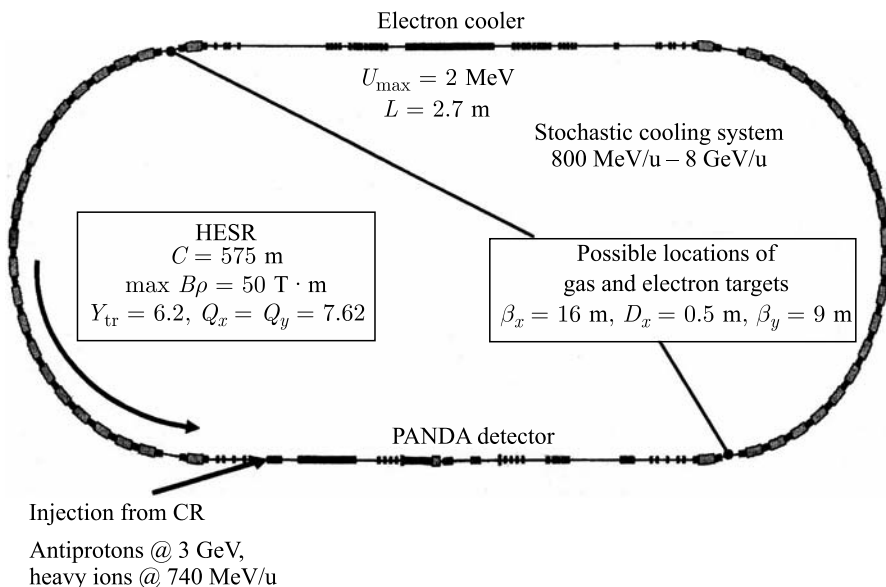 Electron cooler
U_max = 2 MeV
L = 2.7 m
Stochastic cooling system
800 MeV/u – 8 GeV/u
HESR
C = 575 m
max Bρ = 50 T · m
Y_tr = 6.2, Q_x = Q_y = 7.62
Possible locations of
gas and electron targets
β_x = 16 m, D_x = 0.5 m, β_y = 9 m
PANDA detector
Injection from CR
Antiprotons @ 3 GeV,
heavy ions @ 740 MeV/u